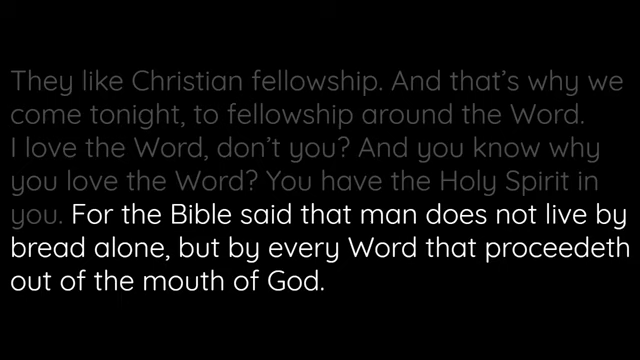 They like Christian fellowship. And that's why we
come tonight, to fellowship around the Word.
I love the Word, don't you? And you know why
you love the Word? You have the Holy Spirit in
you. For the Bible said that man does not live by
bread alone, but by every Word that proceedeth
out of the mouth of God.